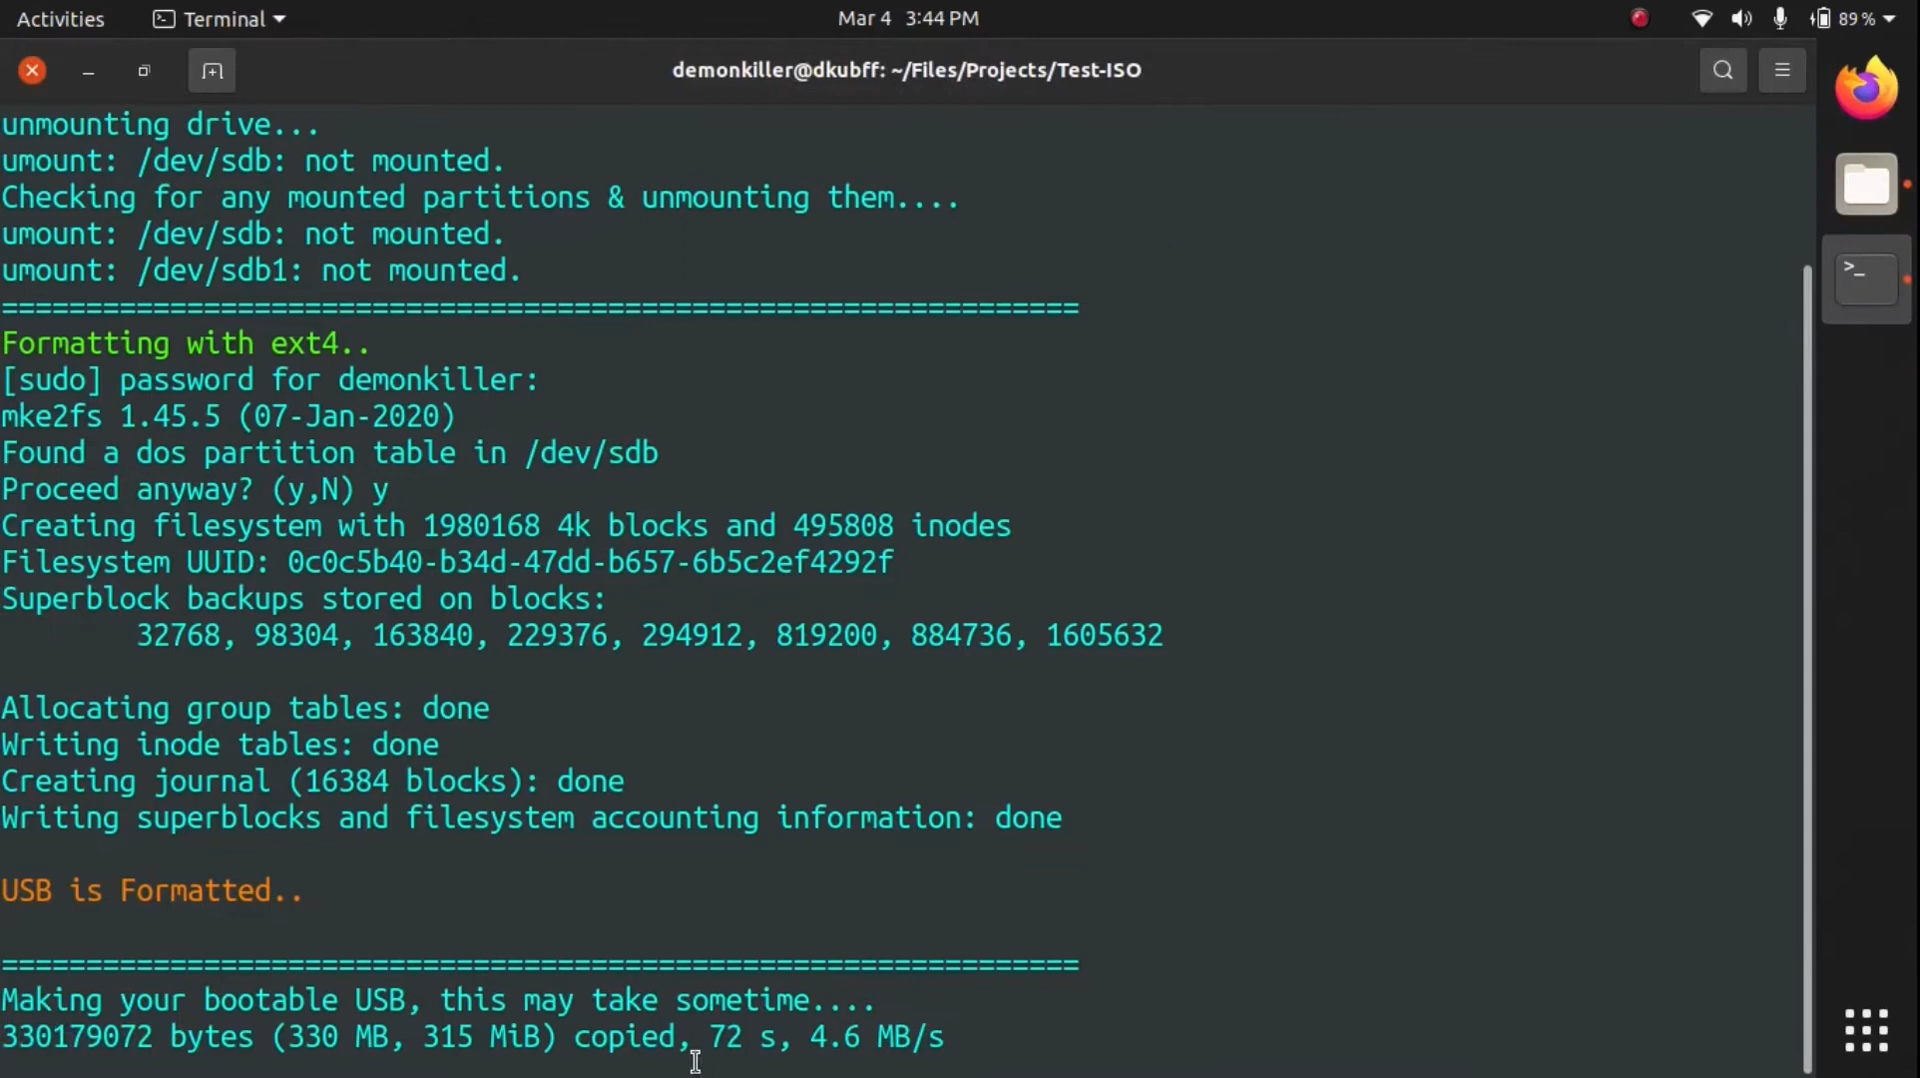 Activities
Terminal
Mar 4 3:44 PM
89 %
demonkiller@dkubff: ~/Files/Projects/Test-ISO
unmounting drive...
umount: /dev/sdb: not mounted.
Checking for any mounted partitions & unmounting them....
umount: /dev/sdb: not mounted.
umount: /dev/sdb1: not mounted.
================================================================
Formatting with ext4..
[sudo] password for demonkiller:
mke2fs 1.45.5 (07-Jan-2020)
Found a dos partition table in /dev/sdb
Proceed anyway? (y,N) y
Creating filesystem with 1980168 4k blocks and 495808 inodes
Filesystem UUID: 0c0c5b40-b34d-47dd-b657-6b5c2ef4292f
Superblock backups stored on blocks:
32768, 98304, 163840, 229376, 294912, 819200, 884736, 1605632
Allocating group tables: done
Writing inode tables: done
Creating journal (16384 blocks): done
Writing superblocks and filesystem accounting information: done
USB is Formatted..
================================================================
Making your bootable USB, this may take sometime....
330179072 bytes (330 MB, 315 MiB) copied, 72 s, 4.6 MB/s